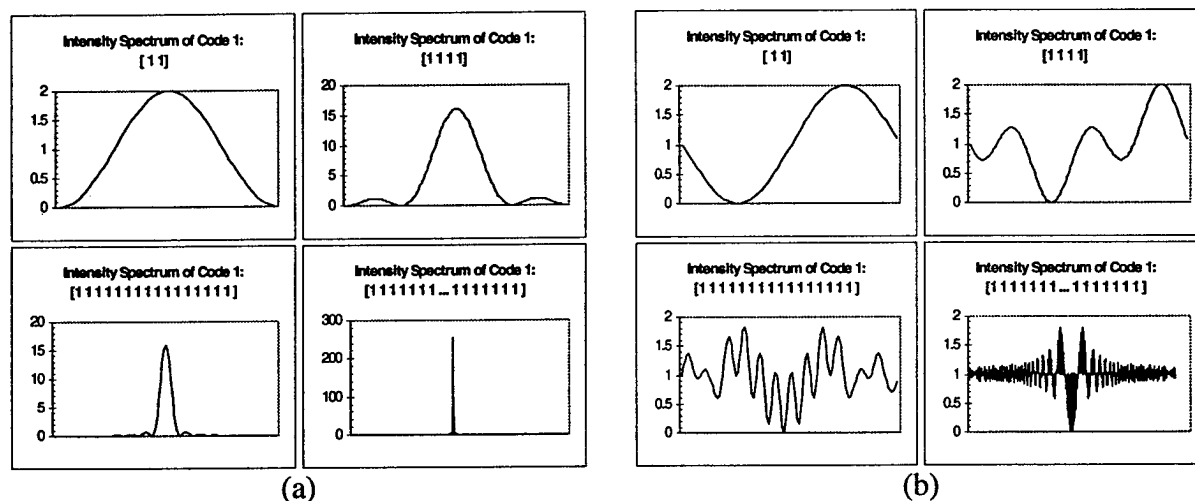 Intensity Spectrum of Code 1:
[1 1]
2
1.5
1
0.5
0
Intensity Spectrum of Code 1:
[1 1 1 1]
20
15
10
5
0
Intensity Spectrum of Code 1:
[1 1 1 1 1 1 1 1 1 1 1 1 1 1 1 1]
20
15
10
5
0
Intensity Spectrum of Code 1:
[1 1 1 1 1 1 1 ... 1 1 1 1 1 1 1]
300
200
100
0
(a)
Intensity Spectrum of Code 1:
[1 1]
2
1.5
1
0.5
0
Intensity Spectrum of Code 1:
[1 1 1 1]
2
1.5
1
0.5
0
Intensity Spectrum of Code 1:
[1 1 1 1 1 1 1 1 1 1 1 1 1 1 1 1]
2
1.5
1
0.5
0
Intensity Spectrum of Code 1:
[1 1 1 1 1 1 1 ... 1 1 1 1 1 1 1]
2
1.5
1
0.5
0
(b)